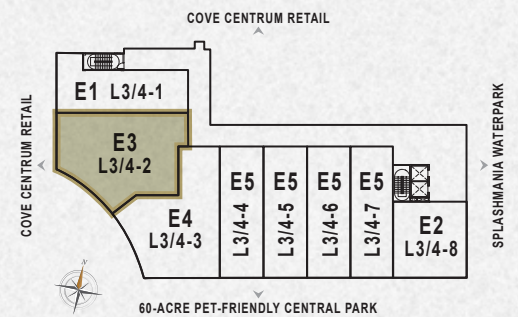 COVE CENTRUM RETAIL
E1 L3/4-1
E3
L3/4-2
COVE CENTRUM RETAIL
E4
L3/4-3
E5
L3/4-4
E5
L3/4-5
E5
L3/4-6
E5
L3/4-7
E2
L3/4-8
SPLASHMANIA WATERPARK
N
60-ACRE PET-FRIENDLY CENTRAL PARK